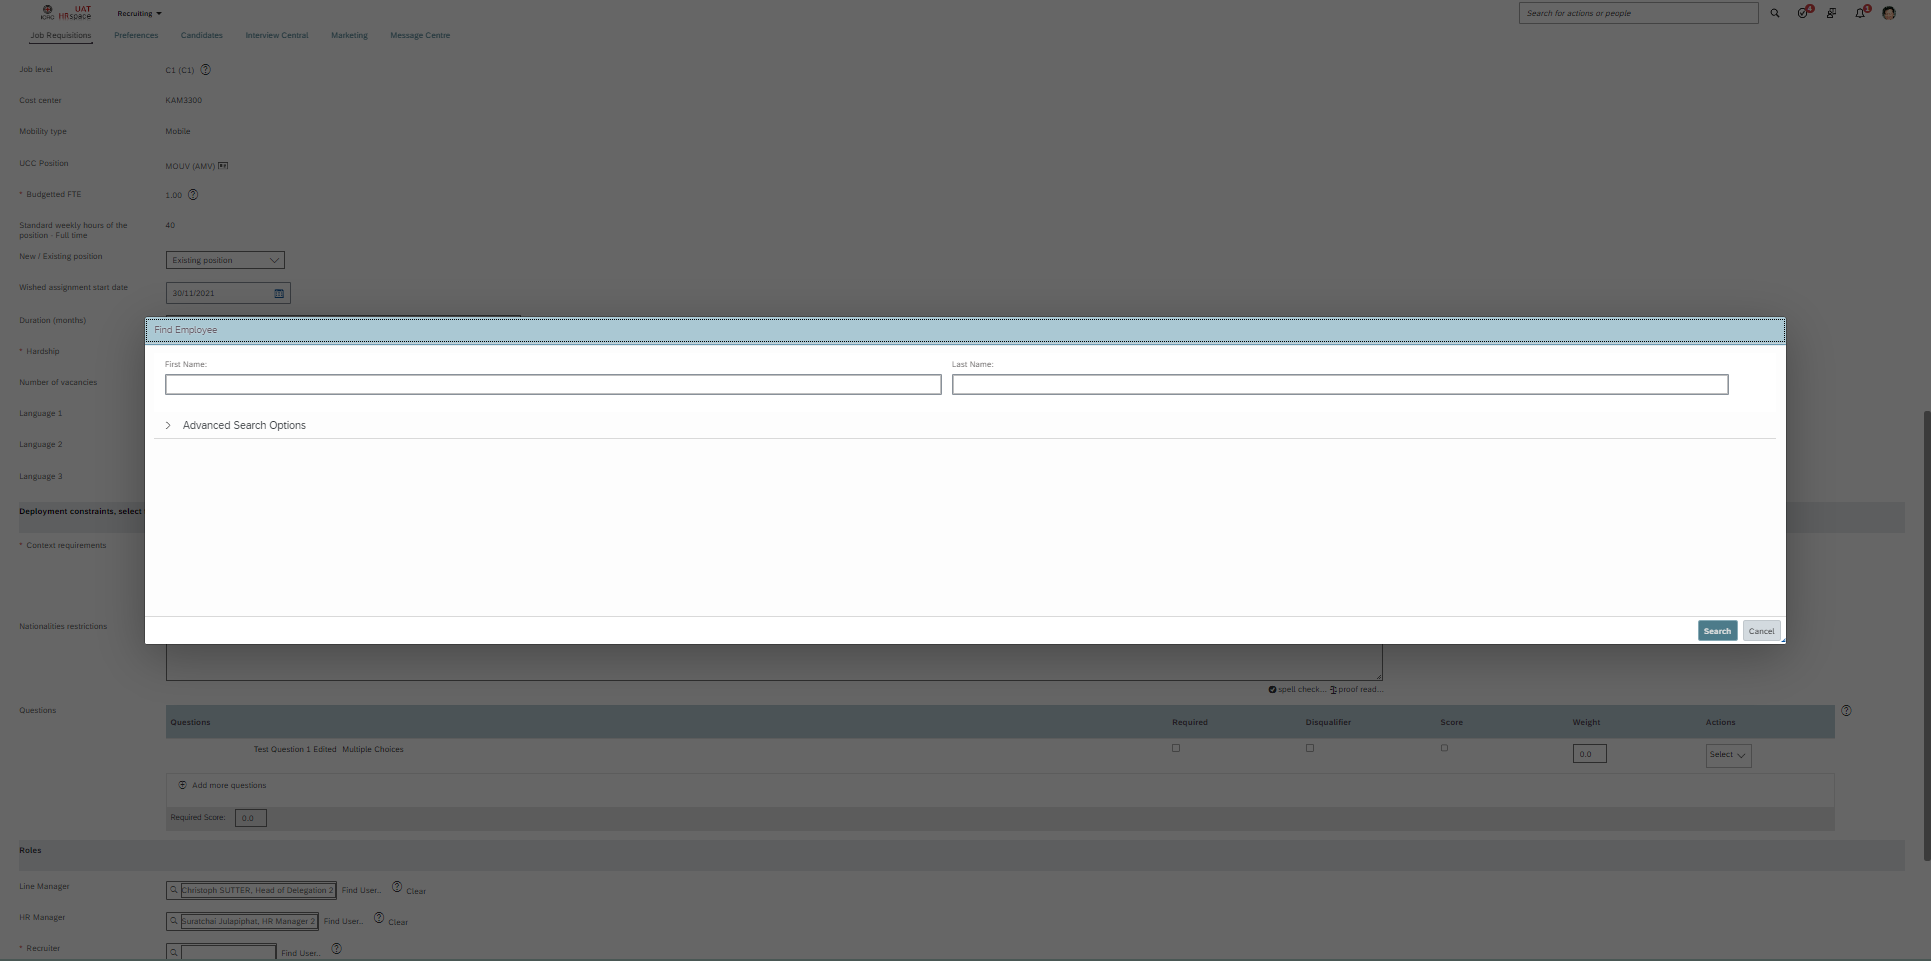 UAT
ICRC HRspace
Recruiting
Search for actions or people
4
1
Job Requisitions
Preferences
Candidates
Interview Central
Marketing
Message Centre
Job level
C1 (C1)
Cost center
KAM3300
Mobility type
Mobile
UCC Position
MOUV (AMV)
* Budgetted FTE
1.00
Standard weekly hours of the
position - Full time
40
New / Existing position
Existing position
Wished assignment start date
30/11/2021
Duration (months)
Find Employee
* Hardship
First Name:
Last Name:
Number of vacancies
Language 1
Advanced Search Options
Language 2
Language 3
Deployment constraints, select
* Context requirements
Nationalities restrictions
Search
Cancel
spell check...
proof read...
Questions
Questions
Required
Disqualifier
Score
Weight
Actions
Test Question 1 Edited Multiple Choices
0.0
Select
Add more questions
Required Score:
0.0
Roles
Line Manager
Christoph SUTTER, Head of Delegation 2
Find User...
Clear
HR Manager
Suratchai Julapiphat, HR Manager 2
Find User...
Clear
* Recruiter
Find User...